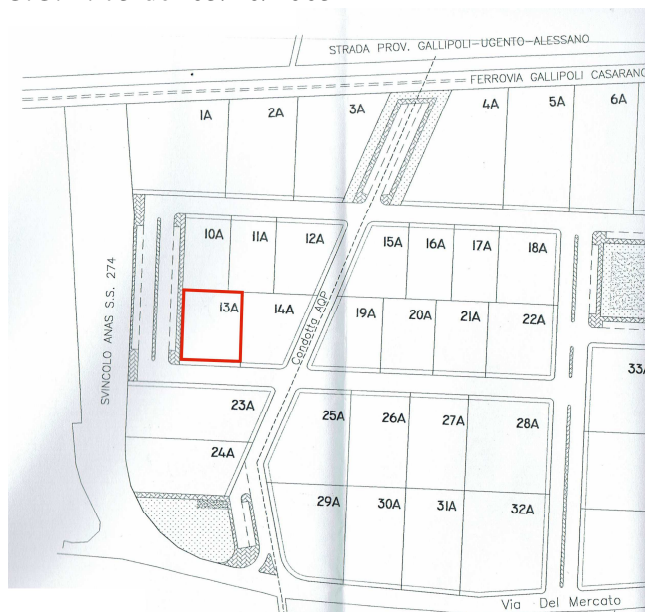 STRADA PROV. GALLIPOLI-UGENTO-ALESSANO
FERROVIA GALLIPOLI CASARANO
1A 2A 3A 4A 5A 6A
10A 11A 12A 15A 16A 17A 18A
13A 14A 19A 20A 21A 22A
Condotta AQP
SVINCOLO ANAS S.S. 274
33A
23A 25A 26A 27A 28A
24A
29A 30A 31A 32A
Via Del Mercato